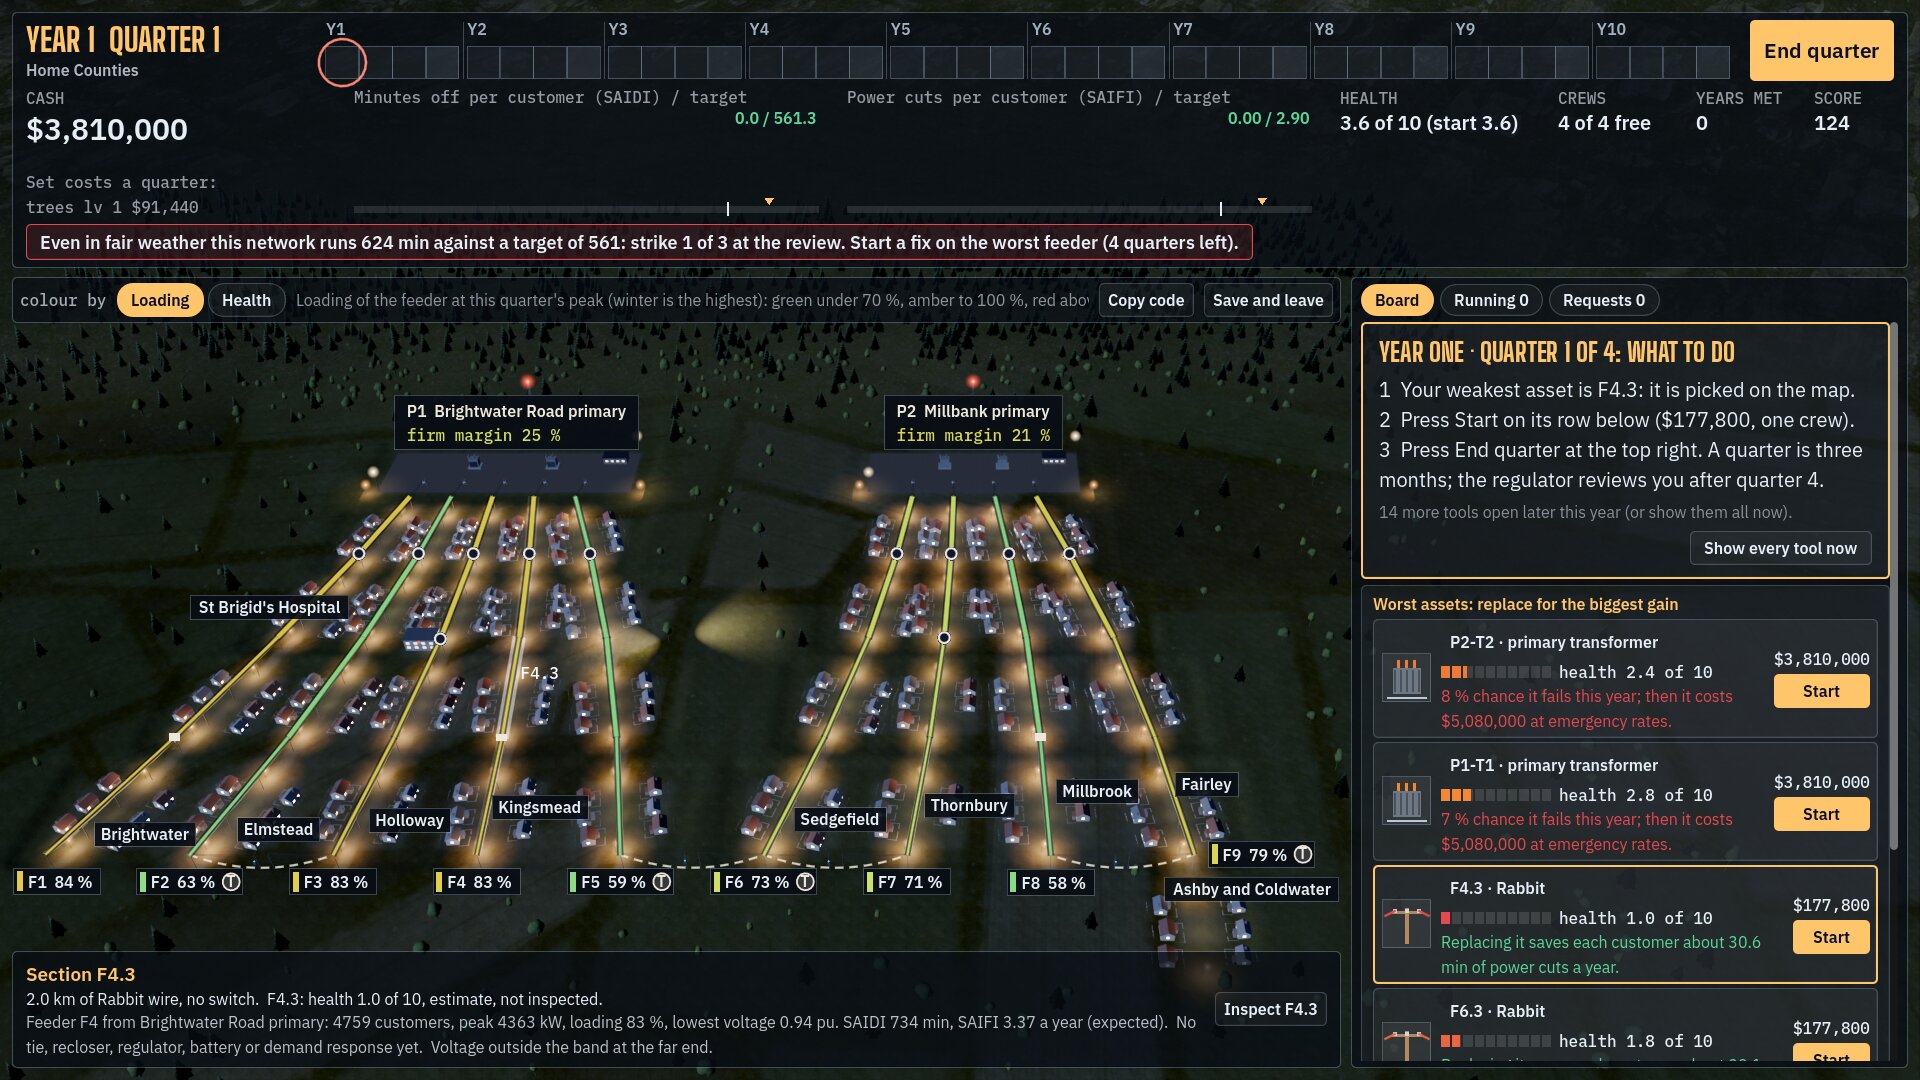 YEAR 1 QUARTER 1
Home Counties
CASH
$3,810,000
Set costs a quarter:
trees lv 1 $91,440
Y1 Y2 Y3 Y4 Y5 Y6 Y7 Y8 Y9 Y10
Minutes off per customer (SAIDI) / target
0.0 / 561.3
Power cuts per customer (SAIFI) / target
0.00 / 2.90
HEALTH
3.6 of 10 (start 3.6)
CREWS
4 of 4 free
YEARS MET
0
SCORE
124
End quarter
Even in fair weather this network runs 624 min against a target of 561: strike 1 of 3 at the review. Start a fix on the worst feeder (4 quarters left).
colour by Loading Health
Loading of the feeder at this quarter's peak (winter is the highest): green under 70 %, amber to 100 %, red abov
Copy code
Save and leave
P1 Brightwater Road primary
firm margin 25 %
P2 Millbank primary
firm margin 21 %
St Brigid's Hospital
F4.3
Brightwater
Elmstead
Holloway
Kingsmead
Sedgefield
Thornbury
Millbrook
Fairley
F1 84 %
F2 63 % T
F3 83 %
F4 83 %
F5 59 % T
F6 73 % T
F7 71 %
F8 58 %
F9 79 % T
Ashby and Coldwater
Section F4.3
2.0 km of Rabbit wire, no switch. F4.3: health 1.0 of 10, estimate, not inspected.
Feeder F4 from Brightwater Road primary: 4759 customers, peak 4363 kW, loading 83 %, lowest voltage 0.94 pu. SAIDI 734 min, SAIFI 3.37 a year (expected). No
tie, recloser, regulator, battery or demand response yet. Voltage outside the band at the far end.
Inspect F4.3
Board
Running 0
Requests 0
YEAR ONE · QUARTER 1 OF 4: WHAT TO DO
1 Your weakest asset is F4.3: it is picked on the map.
2 Press Start on its row below ($177,800, one crew).
3 Press End quarter at the top right. A quarter is three
months; the regulator reviews you after quarter 4.
14 more tools open later this year (or show them all now).
Show every tool now
Worst assets: replace for the biggest gain
P2-T2 · primary transformer
health 2.4 of 10
8 % chance it fails this year; then it costs
$5,080,000 at emergency rates.
$3,810,000
Start
P1-T1 · primary transformer
health 2.8 of 10
7 % chance it fails this year; then it costs
$5,080,000 at emergency rates.
$3,810,000
Start
F4.3 · Rabbit
health 1.0 of 10
Replacing it saves each customer about 30.6
min of power cuts a year.
$177,800
Start
F6.3 · Rabbit
health 1.8 of 10
$177,800
Start